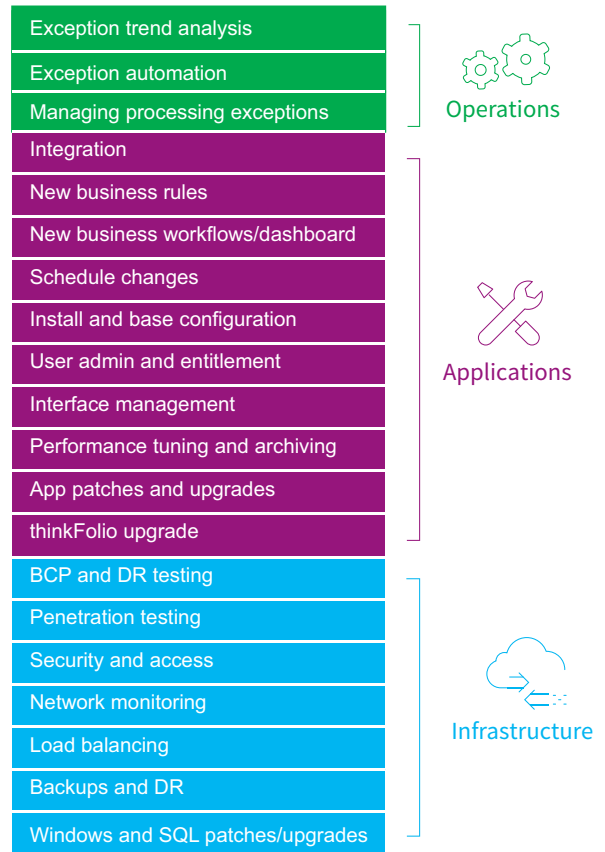 Exception trend analysis
Exception automation
Managing processing exceptions
Operations
Integration
New business rules
New business workflows/dashboard
Schedule changes
Install and base configuration
User admin and entitlement
Interface management
Performance tuning and archiving
App patches and upgrades
thinkFolio upgrade
Applications
BCP and DR testing
Penetration testing
Security and access
Network monitoring
Load balancing
Backups and DR
Windows and SQL patches/upgrades
Infrastructure